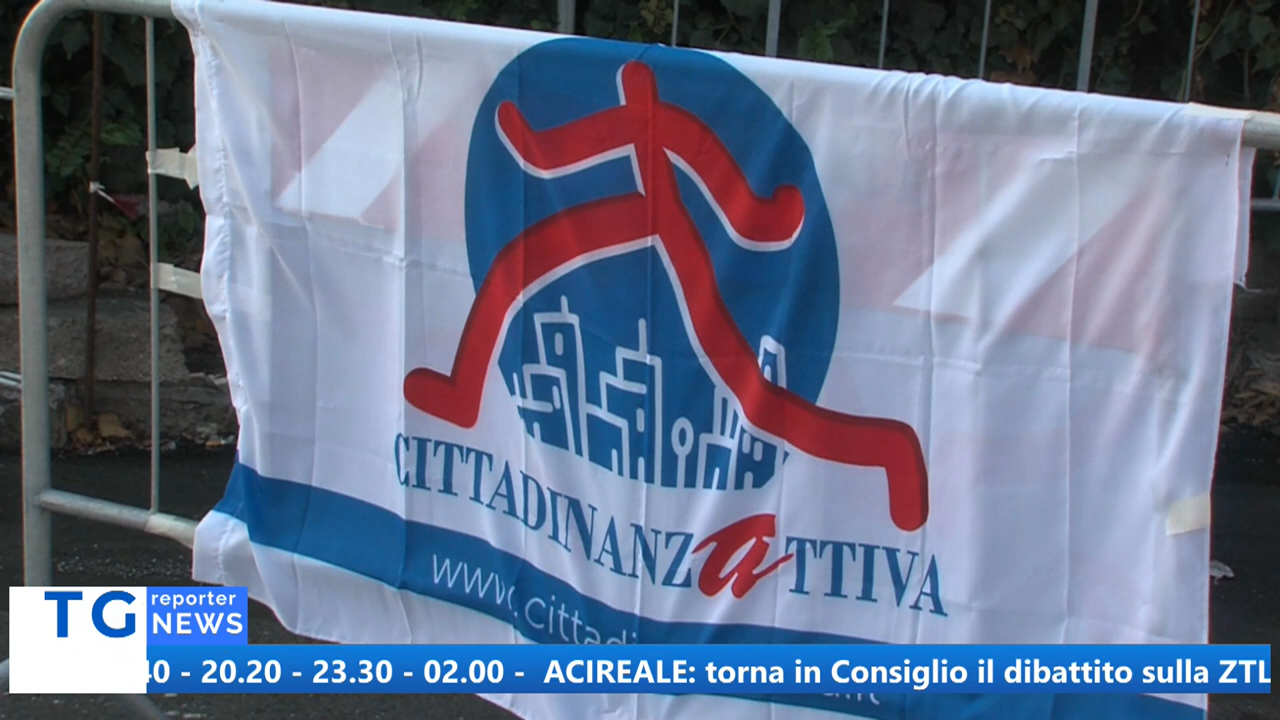 CITTADINANZaTTIVA
www.cittadi
TG reporter
NEWS
40 - 20.20 - 23.30 - 02.00 - ACIREALE: torna in Consiglio il dibattito sulla ZTL